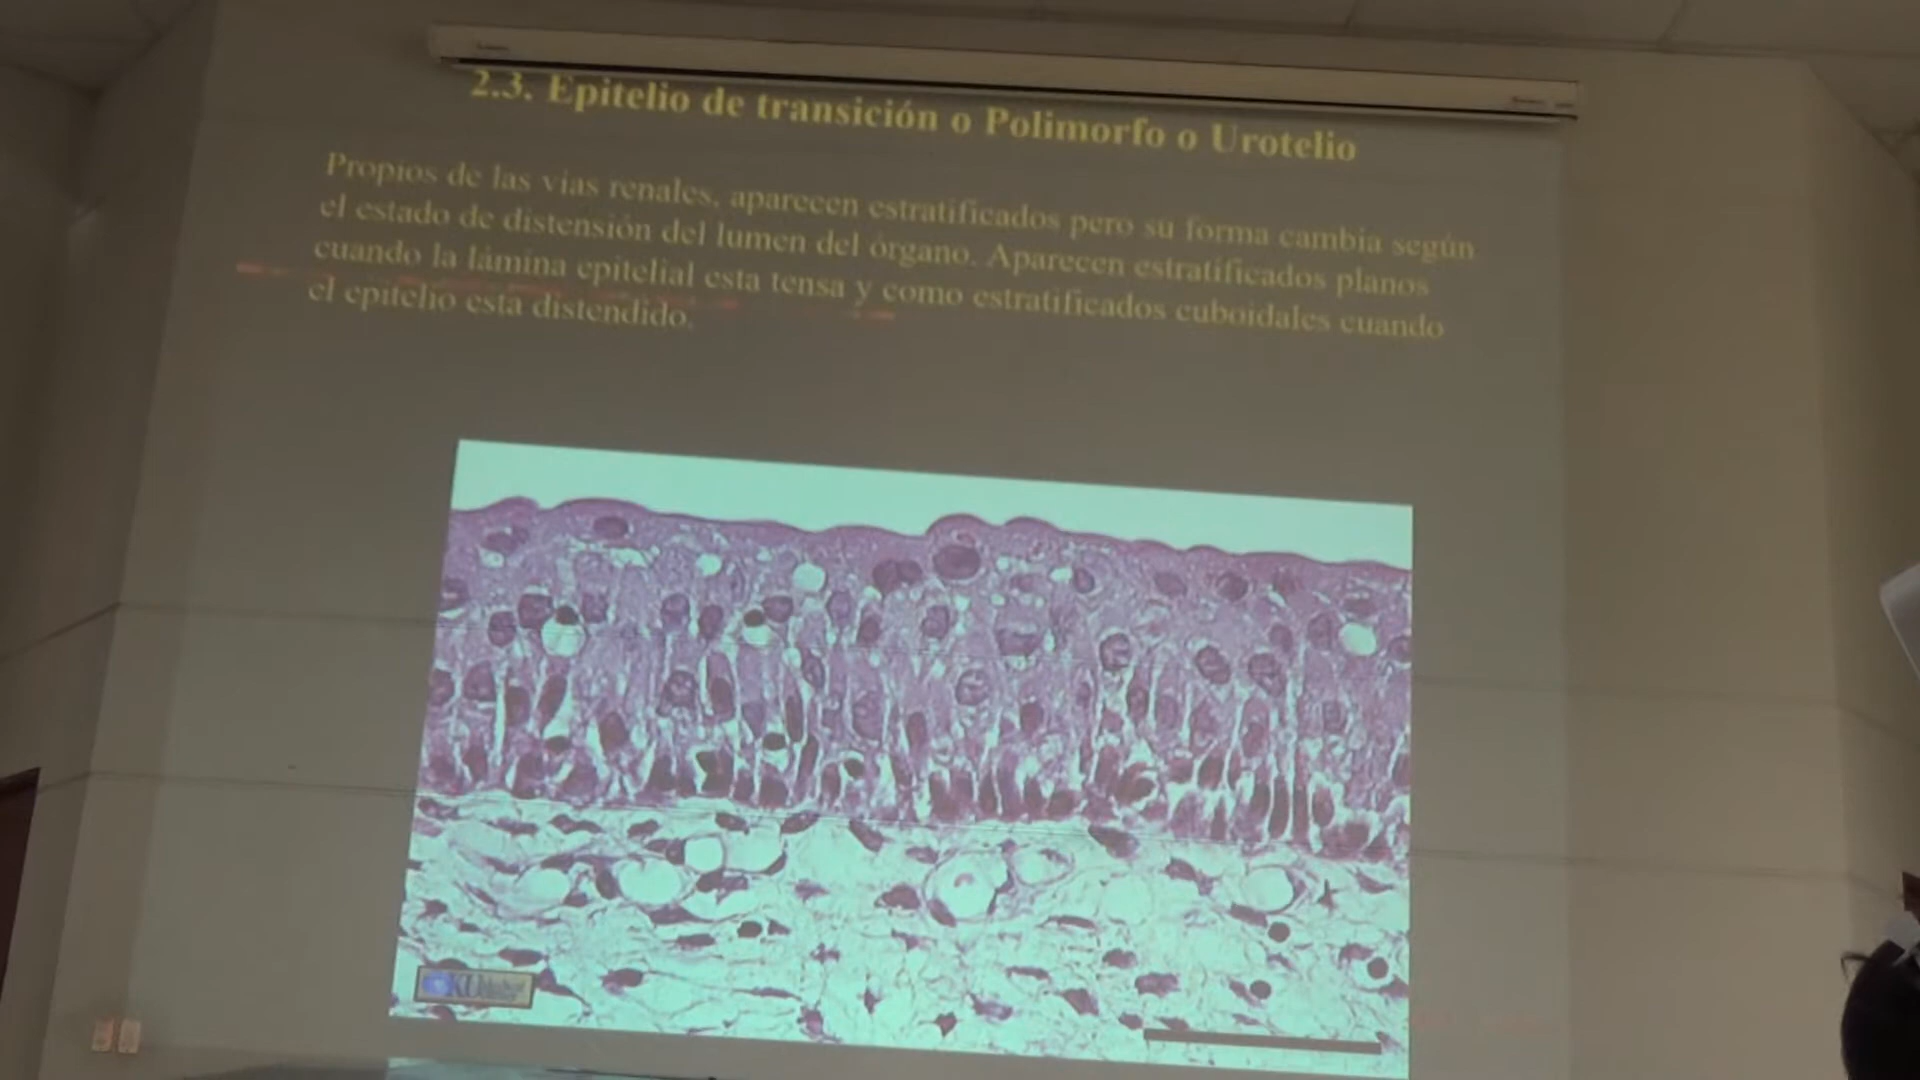 2.3. Epitelio de transición o Polimorfo o Urotelio
Propios de las vías renales, aparecen estratificados pero su forma cambia según
el estado de distensión del lumen del órgano. Aparecen estratificados planos
cuando la lámina epitelial esta tensa y como estratificados cuboidales cuando
el epitelio esta distendido.
KU